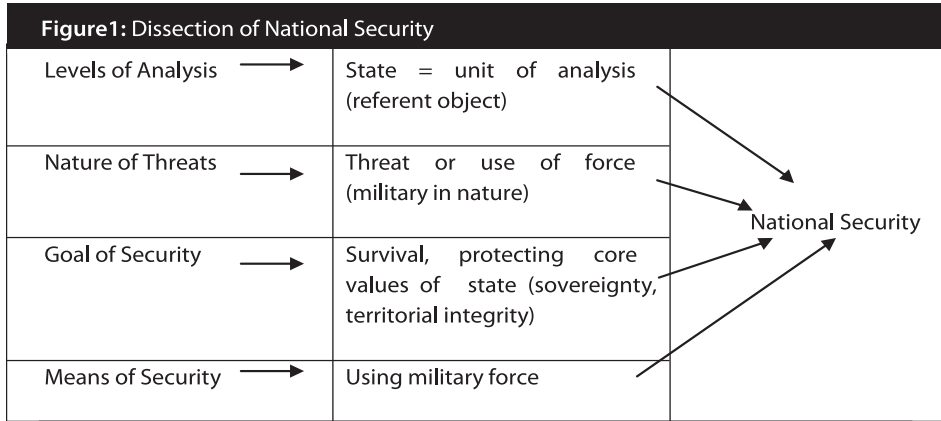 Figure1: Dissection of National Security
Levels of Analysis
State = unit of analysis
(referent object)
Nature of Threats
Threat or use of force
(military in nature)
National Security
Goal of Security
Survival, protecting core
values of state (sovereignty,
territorial integrity)
Means of Security
Using military force